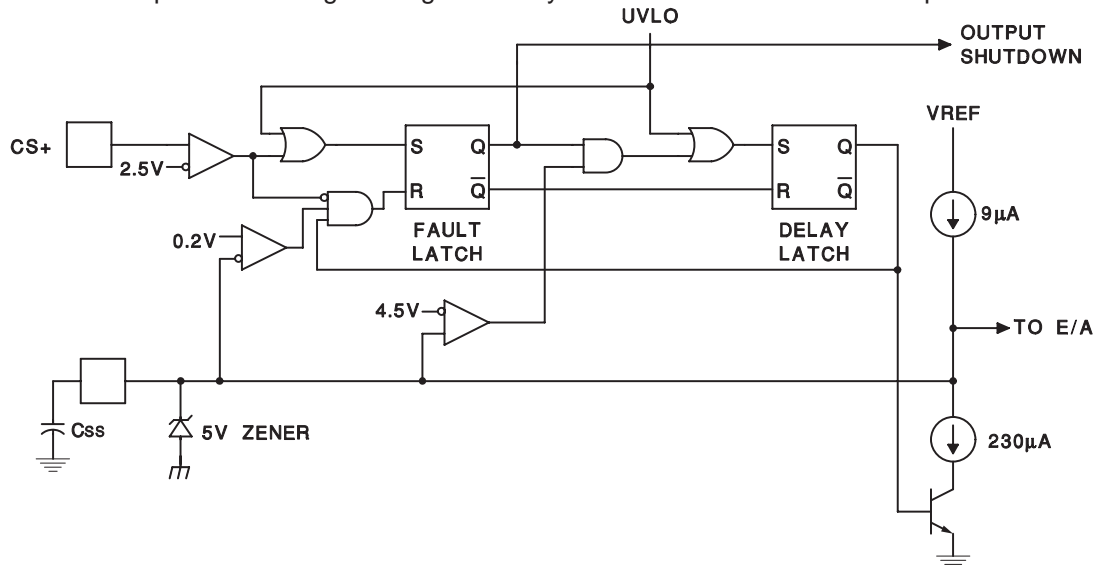 UVLO
OUTPUT
SHUTDOWN
CS+
2.5V
S Q
R Q̅
FAULT
LATCH
S Q
R Q̅
DELAY
LATCH
VREF
9µA
0.2V
4.5V
TO E/A
Css
5V ZENER
230µA